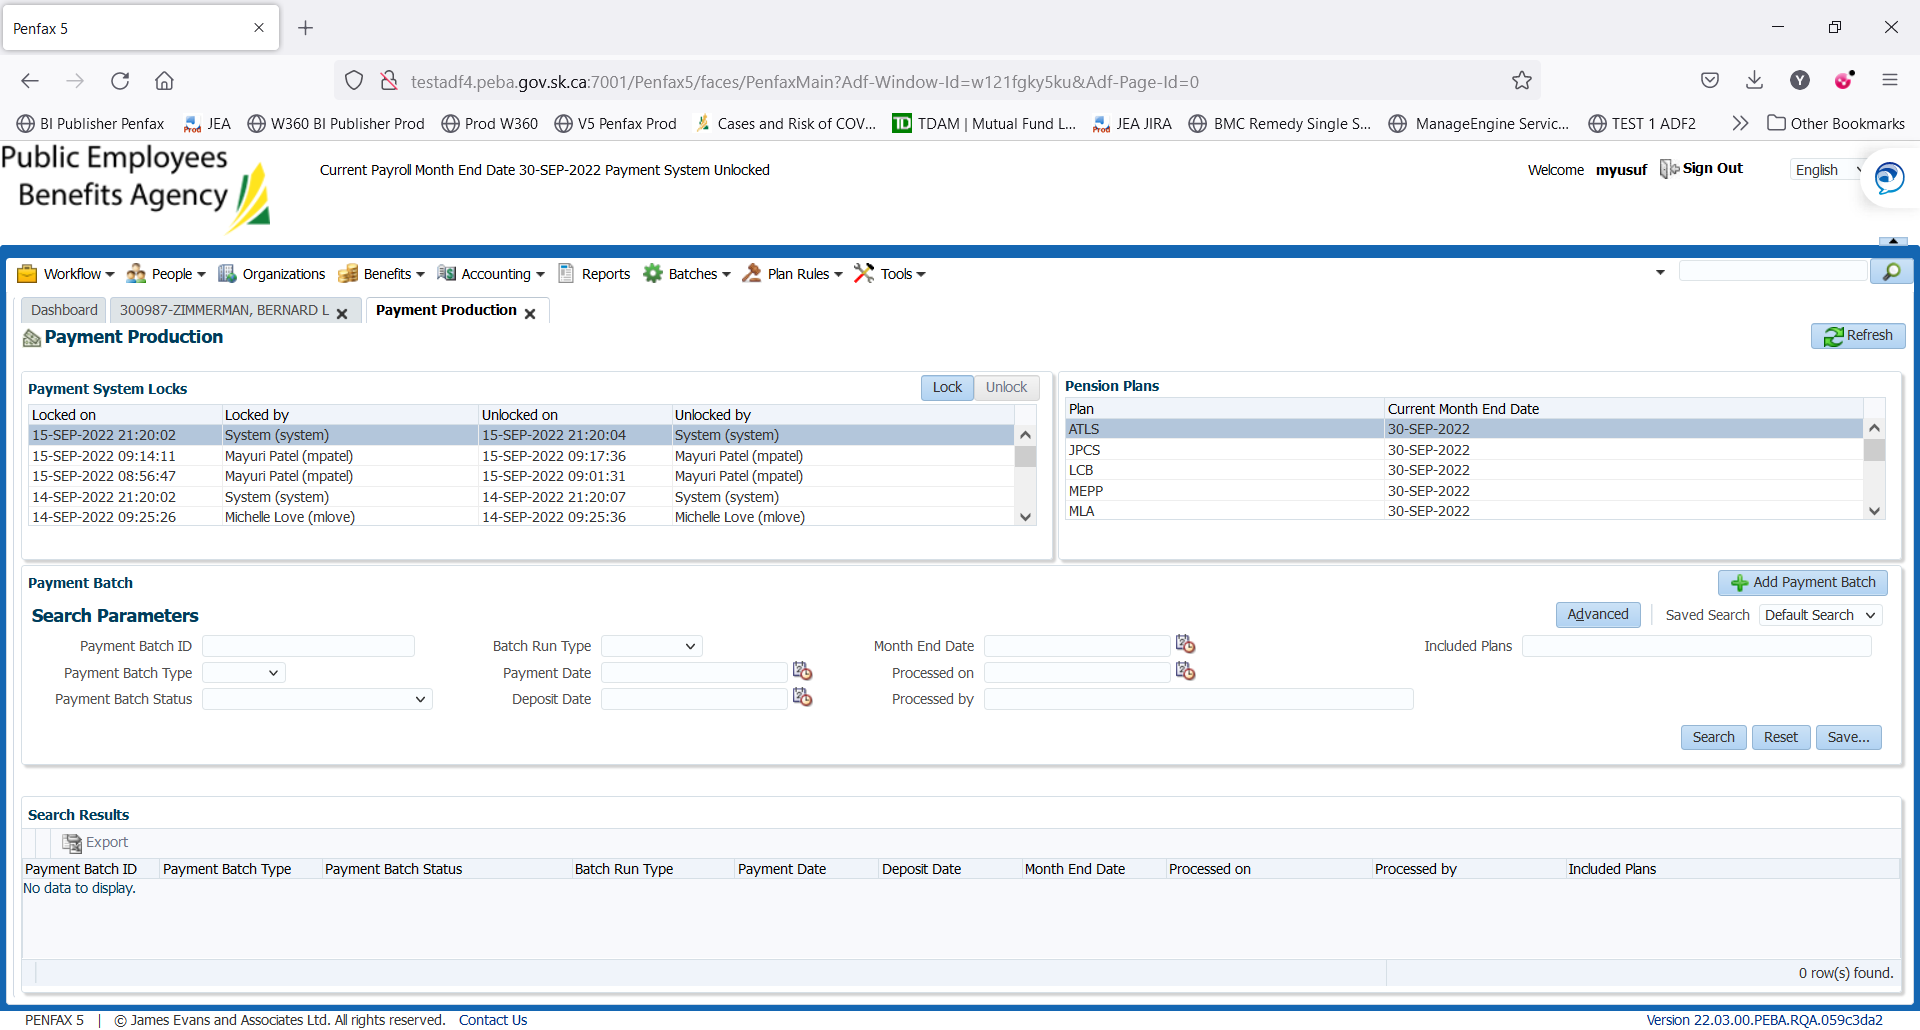 Penfax 5
testadf4.peba.gov.sk.ca:7001/Penfax5/faces/PenfaxMain?Adf-Window-Id=w121fgky5ku&Adf-Page-Id=0
Y
BI Publisher Penfax JEA W360 BI Publisher Prod Prod W360 V5 Penfax Prod Cases and Risk of COV... TDAM | Mutual Fund L... JEA JIRA BMC Remedy Single S... ManageEngine Servic... TEST 1 ADF2 Other Bookmarks
Public Employees
Benefits Agency
Current Payroll Month End Date 30-SEP-2022 Payment System Unlocked
Welcome myusuf Sign Out English
Workflow People Organizations Benefits Accounting Reports Batches Plan Rules Tools
Dashboard 300987-ZIMMERMAN, BERNARD L Payment Production
Payment Production
Refresh
Payment System Locks Lock Unlock
Locked on Locked by Unlocked on Unlocked by
15-SEP-2022 21:20:02 System (system) 15-SEP-2022 21:20:04 System (system)
15-SEP-2022 09:14:11 Mayuri Patel (mpatel) 15-SEP-2022 09:17:36 Mayuri Patel (mpatel)
15-SEP-2022 08:56:47 Mayuri Patel (mpatel) 15-SEP-2022 09:01:31 Mayuri Patel (mpatel)
14-SEP-2022 21:20:02 System (system) 14-SEP-2022 21:20:07 System (system)
14-SEP-2022 09:25:26 Michelle Love (mlove) 14-SEP-2022 09:25:36 Michelle Love (mlove)
Pension Plans
Plan Current Month End Date
ATLS 30-SEP-2022
JPCS 30-SEP-2022
LCB 30-SEP-2022
MEPP 30-SEP-2022
MLA 30-SEP-2022
Payment Batch Add Payment Batch
Search Parameters Advanced Saved Search Default Search
Payment Batch ID Batch Run Type Month End Date Included Plans
Payment Batch Type Payment Date Processed on
Payment Batch Status Deposit Date Processed by
Search Reset Save...
Search Results
Export
Payment Batch ID Payment Batch Type Payment Batch Status Batch Run Type Payment Date Deposit Date Month End Date Processed on Processed by Included Plans
No data to display.
0 row(s) found.
PENFAX 5 | © James Evans and Associates Ltd. All rights reserved. Contact Us Version 22.03.00.PEBA.RQA.059c3da2